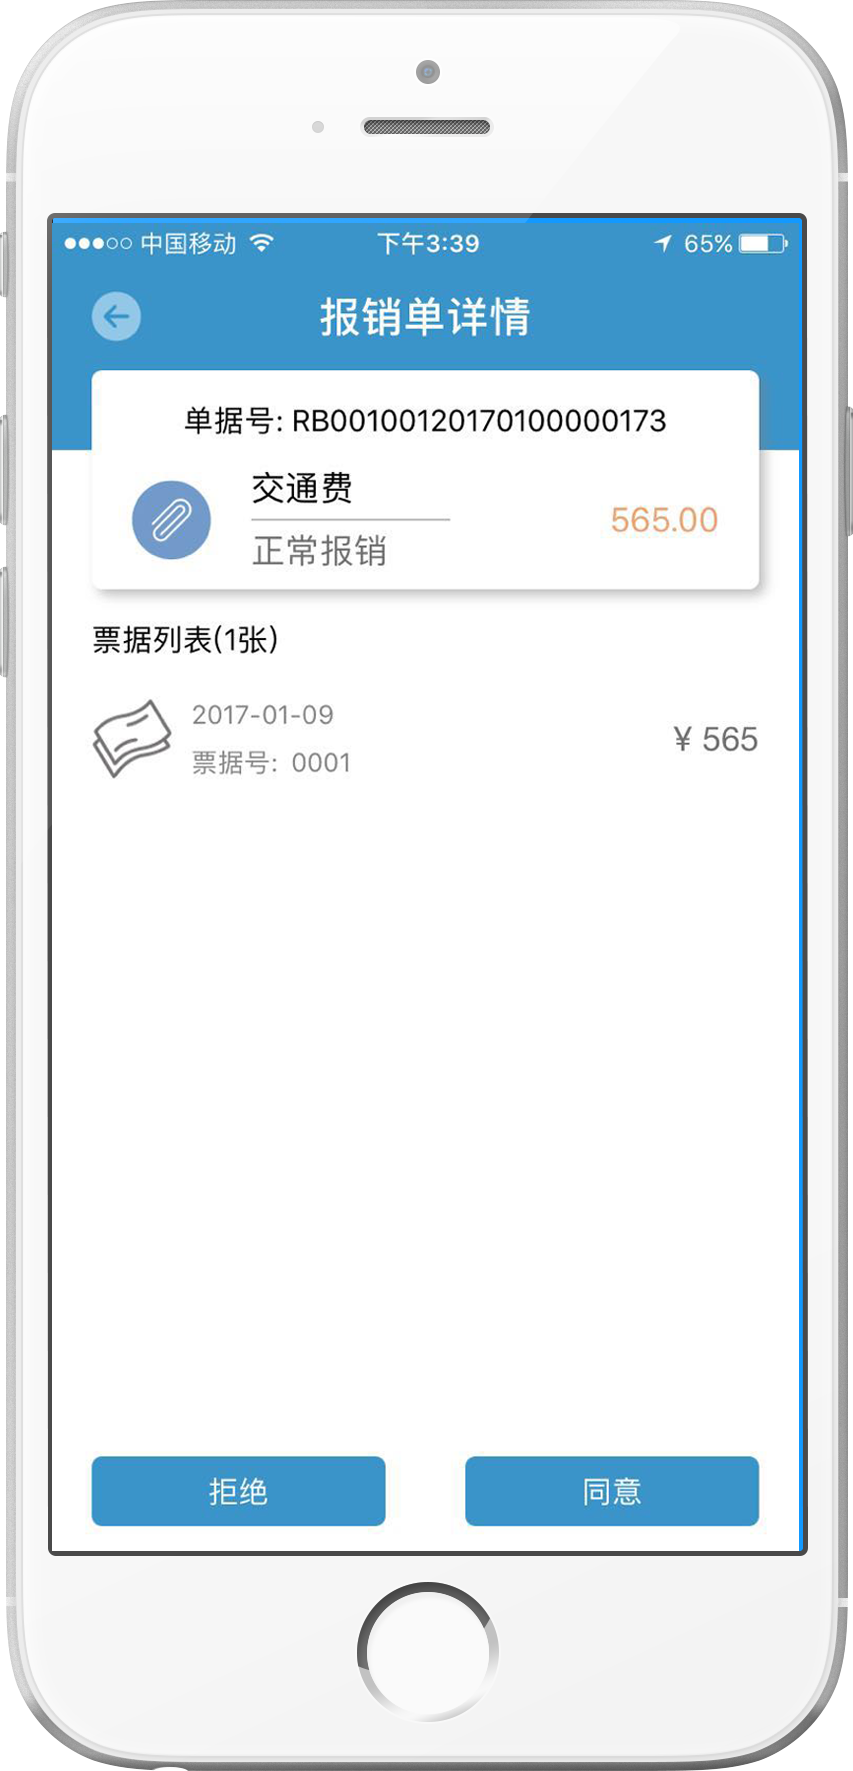 中国移动 下午3:39 65%
报销单详情
单据号: RB00100120170100000173
交通费
565.00
正常报销
票据列表(1张)
2017-01-09
¥ 565
票据号: 0001
拒绝 同意